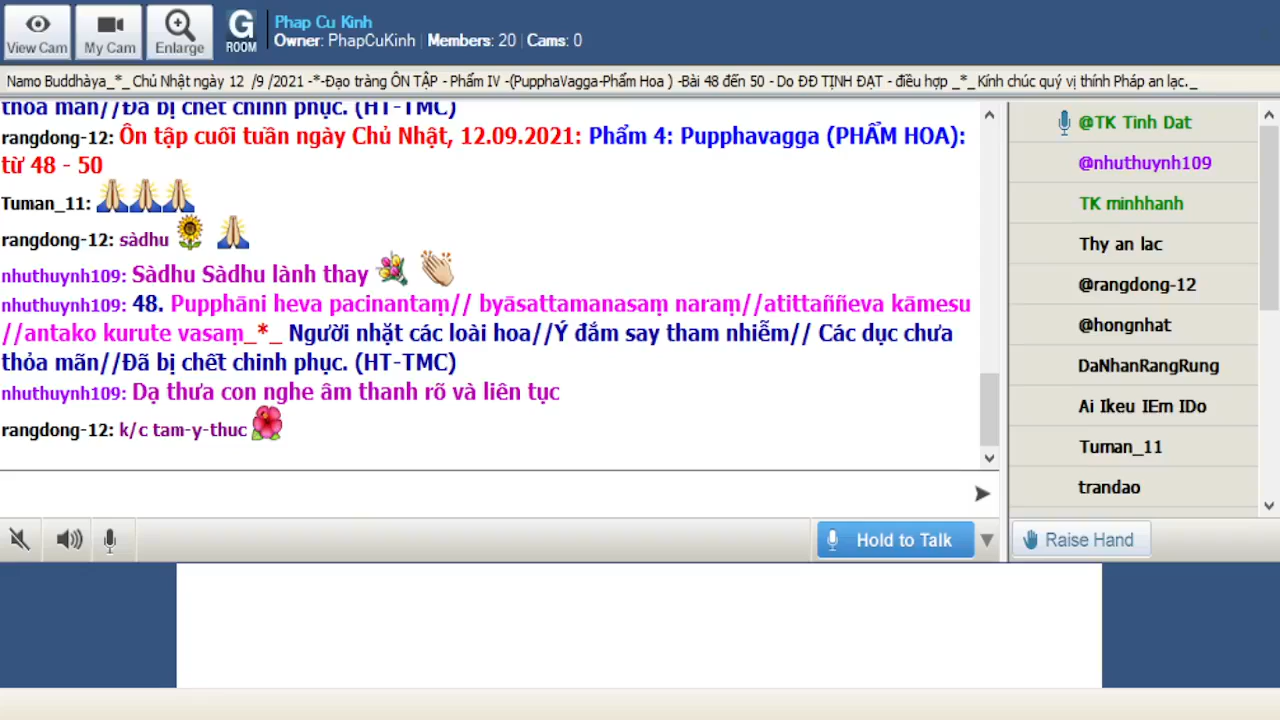 View Cam
My Cam
Enlarge
G
ROOM
Phap Cu Kinh
Owner: PhapCuKinh | Members: 20 | Cams: 0
Namo Buddhàya_*_ Chủ Nhật ngày 12 /9 /2021 -*-Đạo tràng ÔN TẬP - Phẩm IV -(PupphaVagga-Phẩm Hoa ) -Bài 48 đến 50 - Do ĐĐ TỊNH ĐẠT - điều hợp _*_ Kính chúc quý vị thính Pháp an lạc._
thỏa mãn//Đã bị chết chinh phục. (HT-TMC)
rangdong-12: Ôn tập cuối tuần ngày Chủ Nhật, 12.09.2021: Phẩm 4: Pupphavagga (PHẨM HOA):
từ 48 - 50
Tuman_11:
rangdong-12: sàdhu
nhuthuynh109: Sàdhu Sàdhu lành thay
nhuthuynh109: 48. Pupphāni heva pacinantaṃ// byāsattamanasaṃ naraṃ//atittaññeva kāmesu
//antako kurute vasaṃ_*_ Người nhặt các loài hoa//Ý đắm say tham nhiễm// Các dục chưa
thỏa mãn//Đã bị chết chinh phục. (HT-TMC)
nhuthuynh109: Dạ thưa con nghe âm thanh rõ và liên tục
rangdong-12: k/c tam-y-thuc
@TK Tinh Dat
@nhuthuynh109
TK minhhanh
Thy an lac
@rangdong-12
@hongnhat
DaNhanRangRung
Ai Ikeu IEm IDo
Tuman_11
trandao
Hold to Talk
Raise Hand